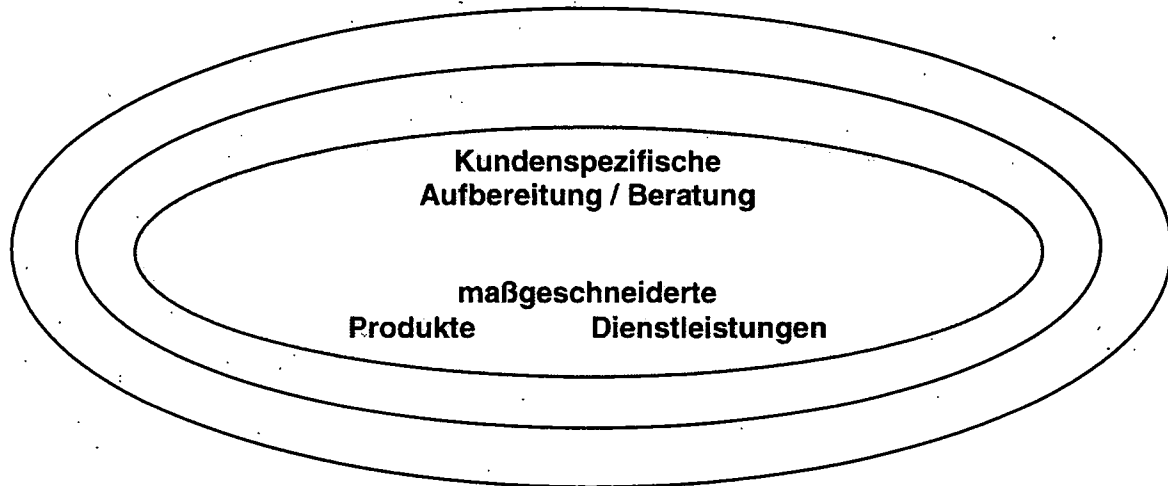 Kundenspezifische
Aufbereitung / Beratung
maßgeschneiderte
Produkte Dienstleistungen